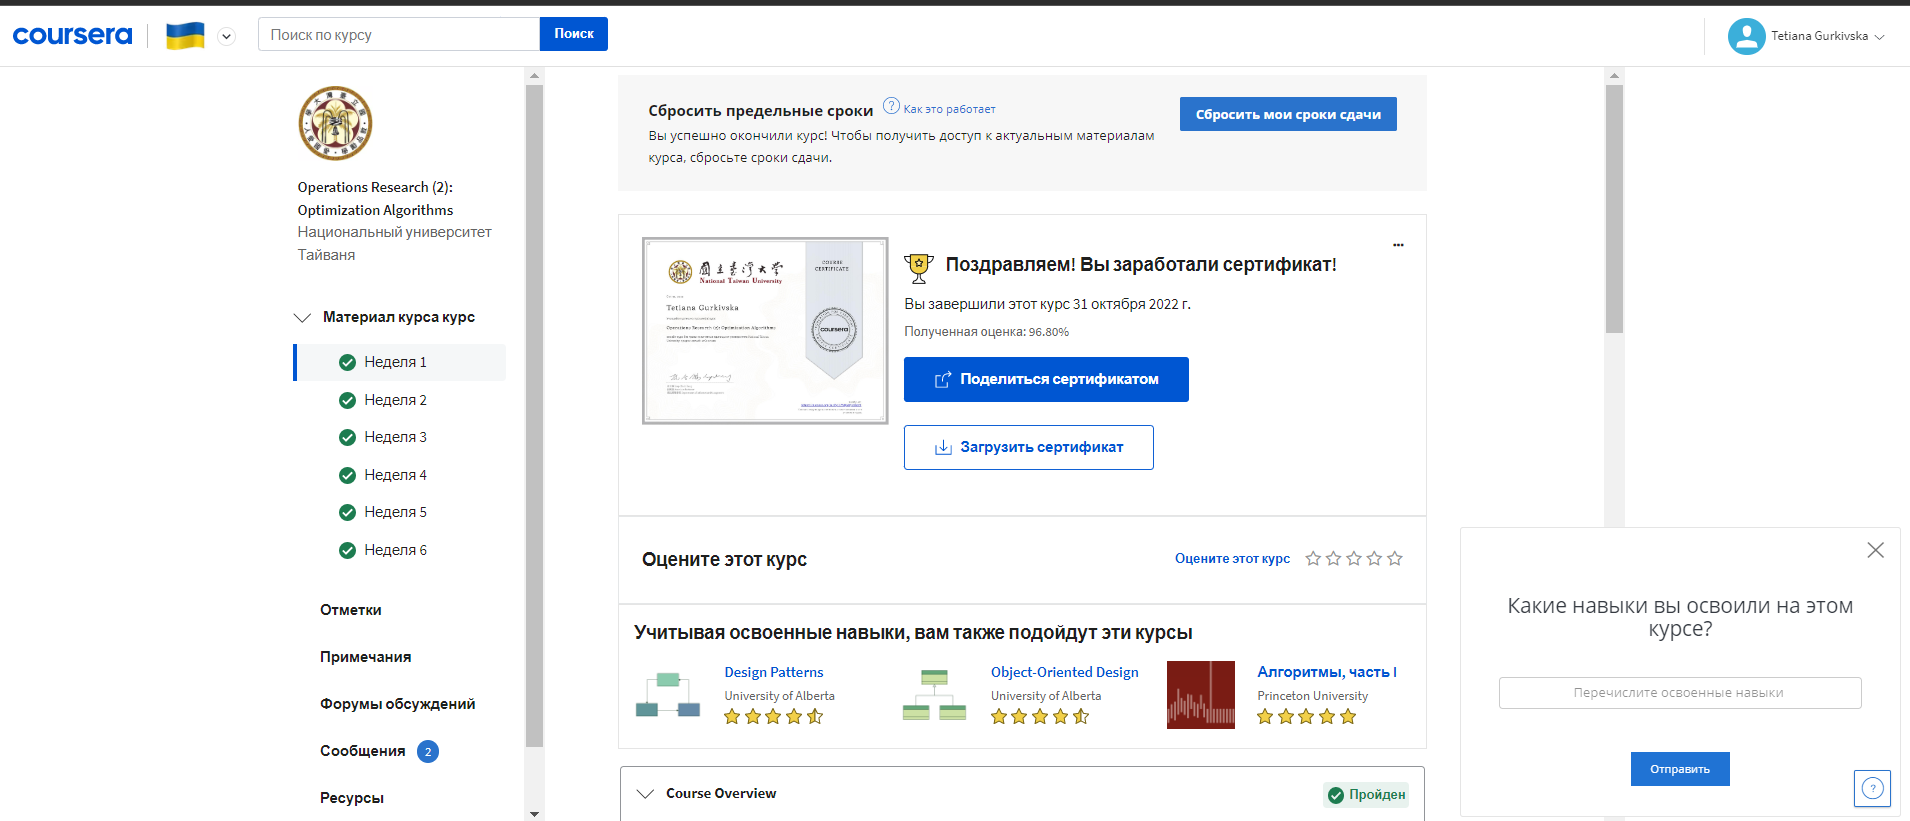 coursera
Поиск по курсу
Поиск
Tetiana Gurkivska
Operations Research (2):
Optimization Algorithms
Национальный университет
Тайваня
Материал курса курс
Неделя 1
Неделя 2
Неделя 3
Неделя 4
Неделя 5
Неделя 6
Отметки
Примечания
Форумы обсуждений
Сообщения 2
Ресурсы
Сбросить предельные сроки ? Как это работает
Вы успешно окончили курс! Чтобы получить доступ к актуальным материалам
курса, сбросьте сроки сдачи.
Сбросить мои сроки сдачи
國立臺灣大學
National Taiwan University
COURSE
CERTIFICATE
Tetiana Gurkivska
Operations Research (2): Optimization Algorithms
coursera
Поздравляем! Вы заработали сертификат!
Вы завершили этот курс 31 октября 2022 г.
Полученная оценка: 96.80%
Поделиться сертификатом
Загрузить сертификат
Оцените этот курс
Оцените этот курс
Учитывая освоенные навыки, вам также подойдут эти курсы
Design Patterns
University of Alberta
Object-Oriented Design
University of Alberta
Алгоритмы, часть I
Princeton University
Course Overview
Пройден
Какие навыки вы освоили на этом
курсе?
Перечислите освоенные навыки
Отправить
?